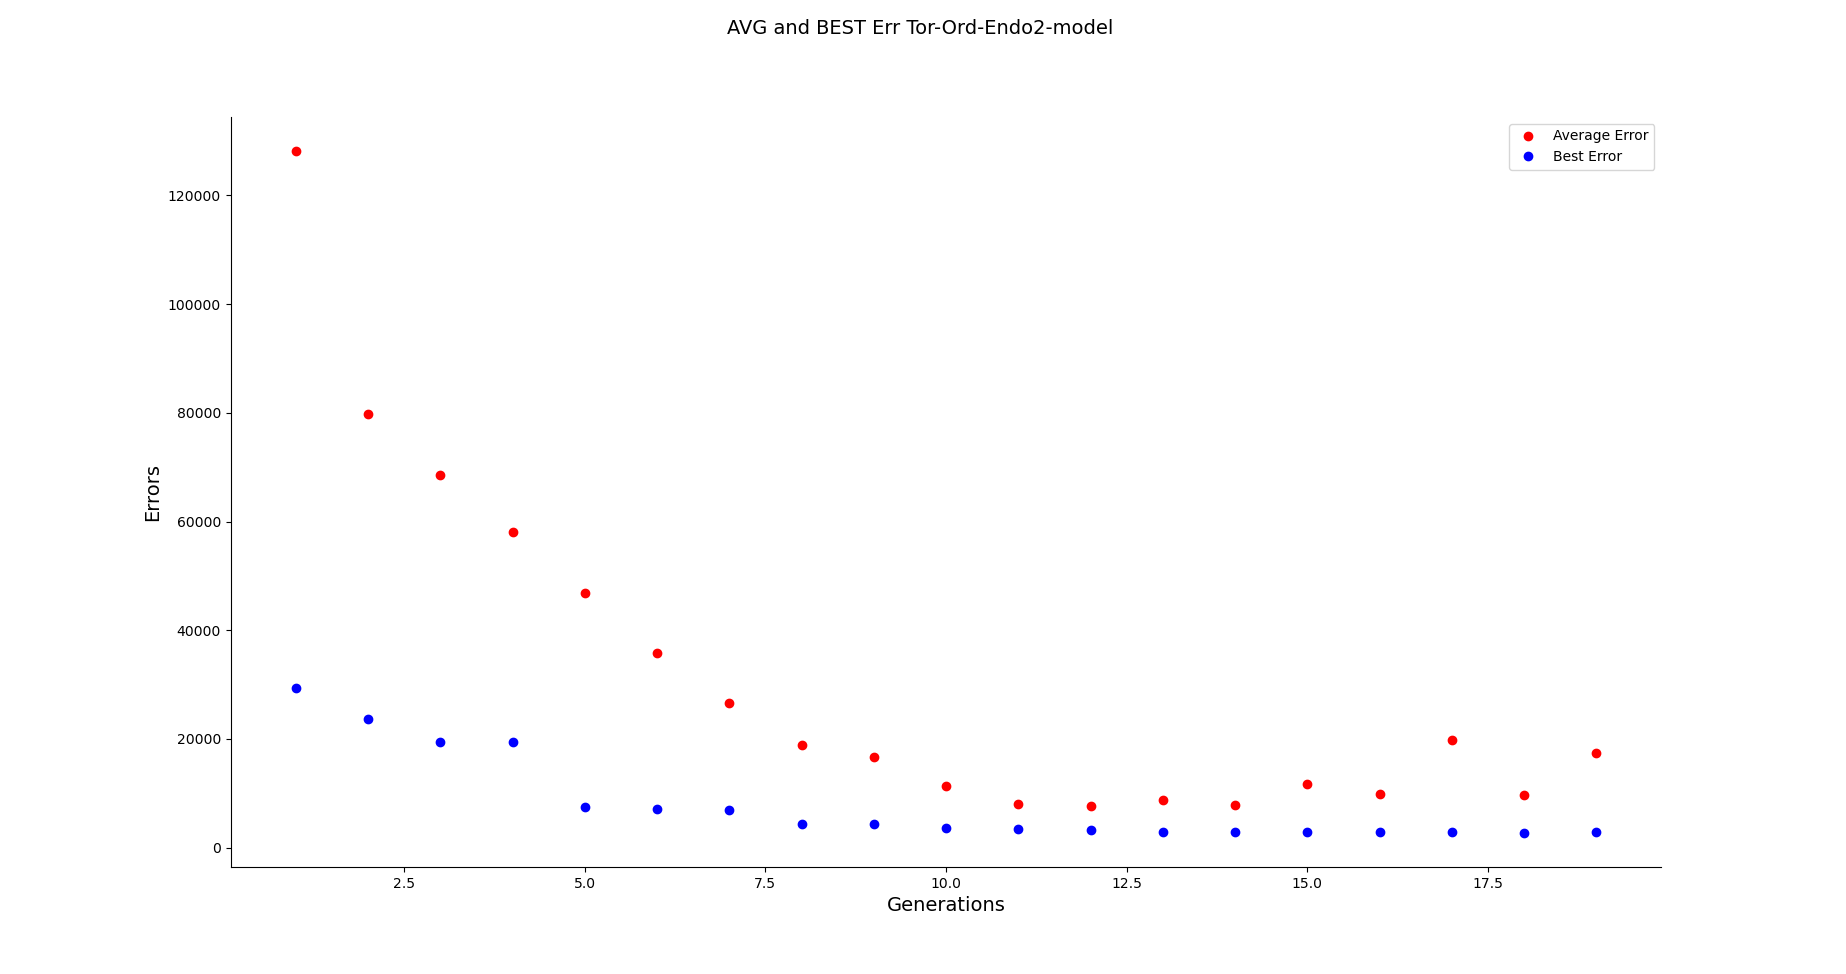 AVG and BEST Err Tor-Ord-Endo2-model
Average Error
Best Error
120000
100000
80000
60000
40000
20000
0
Errors
2.5 5.0 7.5 10.0 12.5 15.0 17.5
Generations